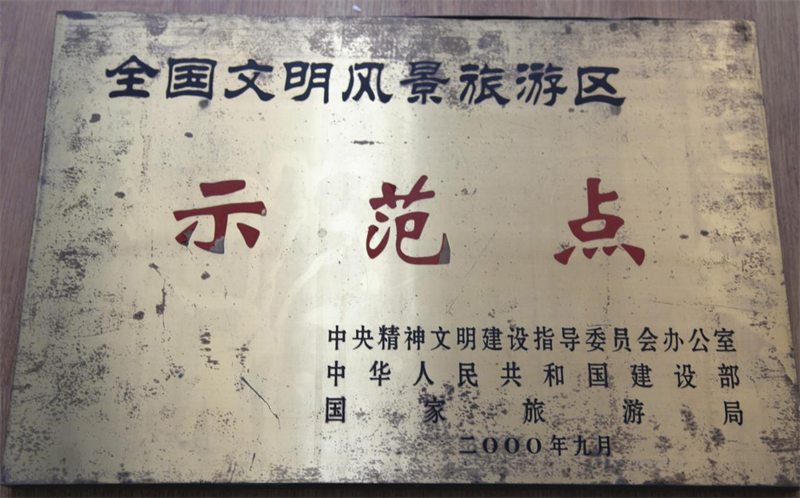 全国文明风景旅游区
示范点
中央精神文明建设指导委员会办公室
中华人民共和国建设部
国家旅游局
二000年九月